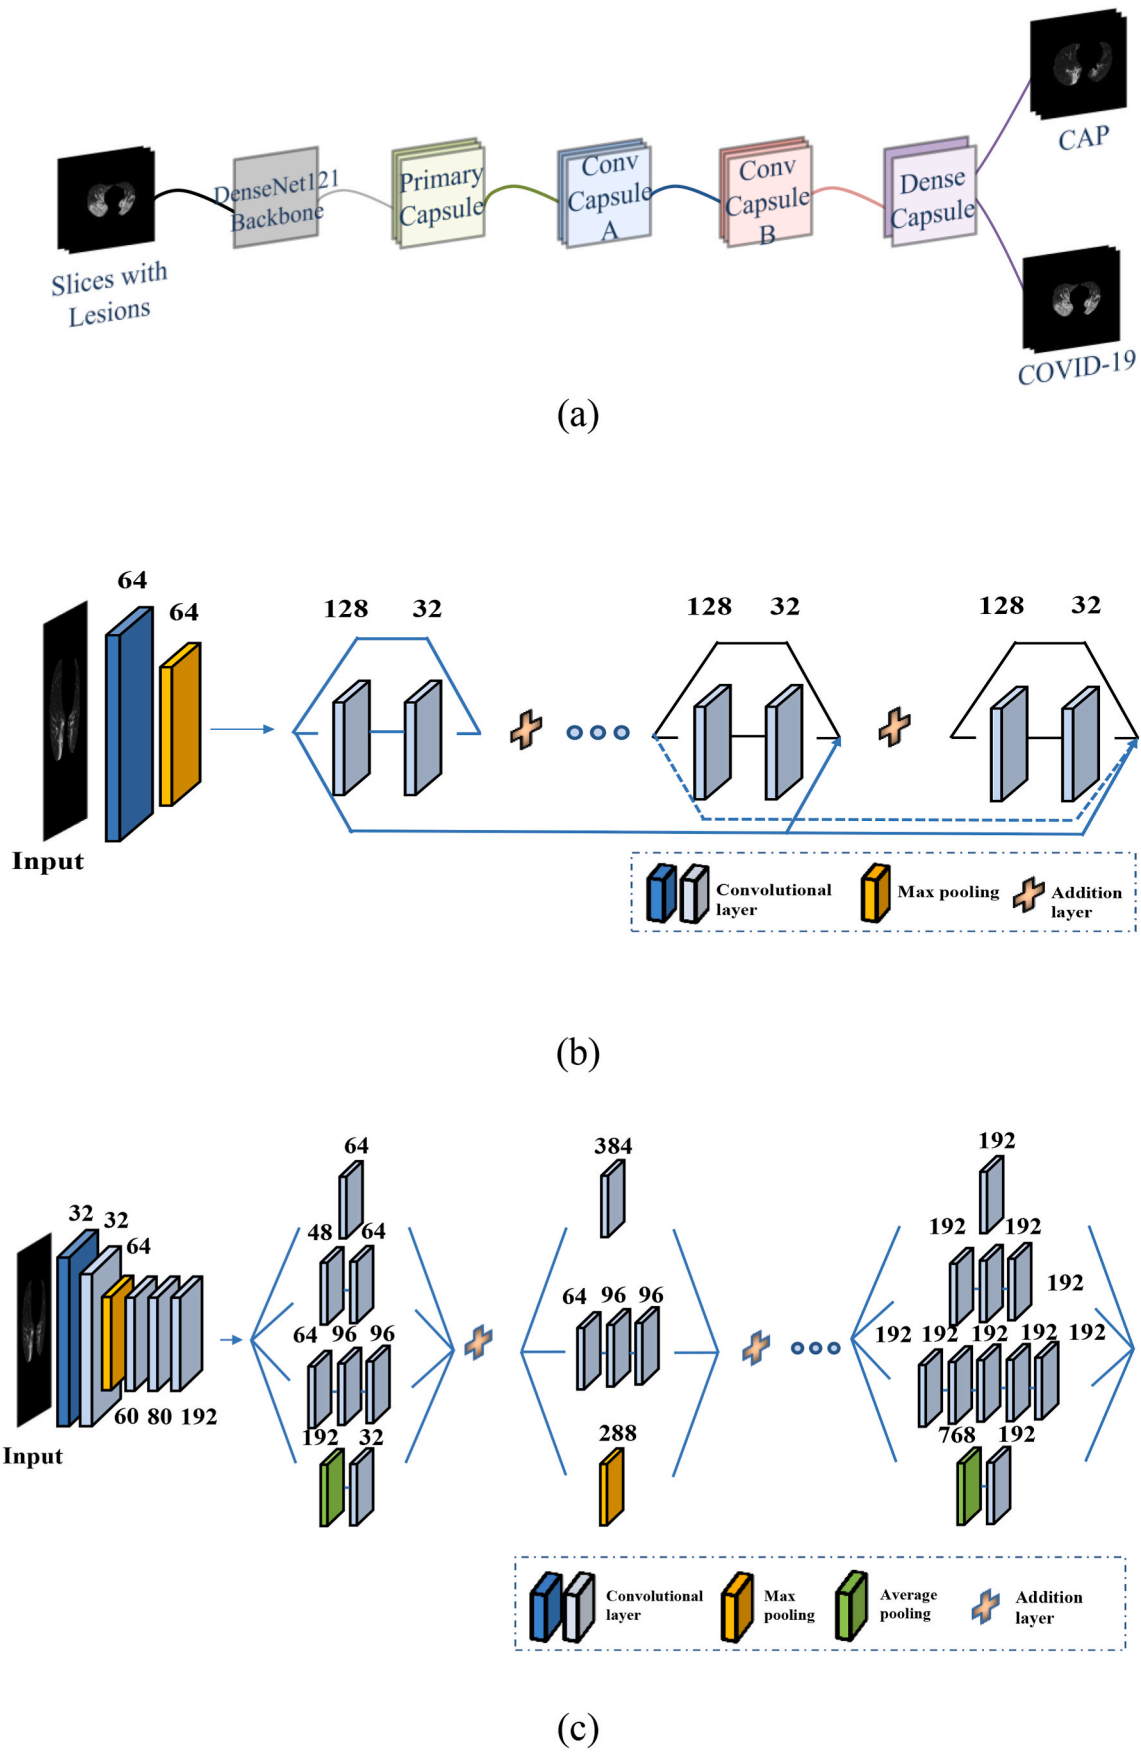 CAP
Slices with
Lesions
DenseNet121
Backbone
Primary
Capsule
Conv
Capsule
A
Conv
Capsule
B
Dense
Capsule
COVID-19
(a)
64
64
128 32
128 32
128 32
Input
Convolutional
layer
Max pooling
Addition
layer
(b)
32 32
64
60 80 192
Input
64
48 64
64 96 96
192 32
384
64 96 96
288
192
192 192
192
192 192 192 192 192
768 192
Convolutional
layer
Max
pooling
Average
pooling
Addition
layer
(c)